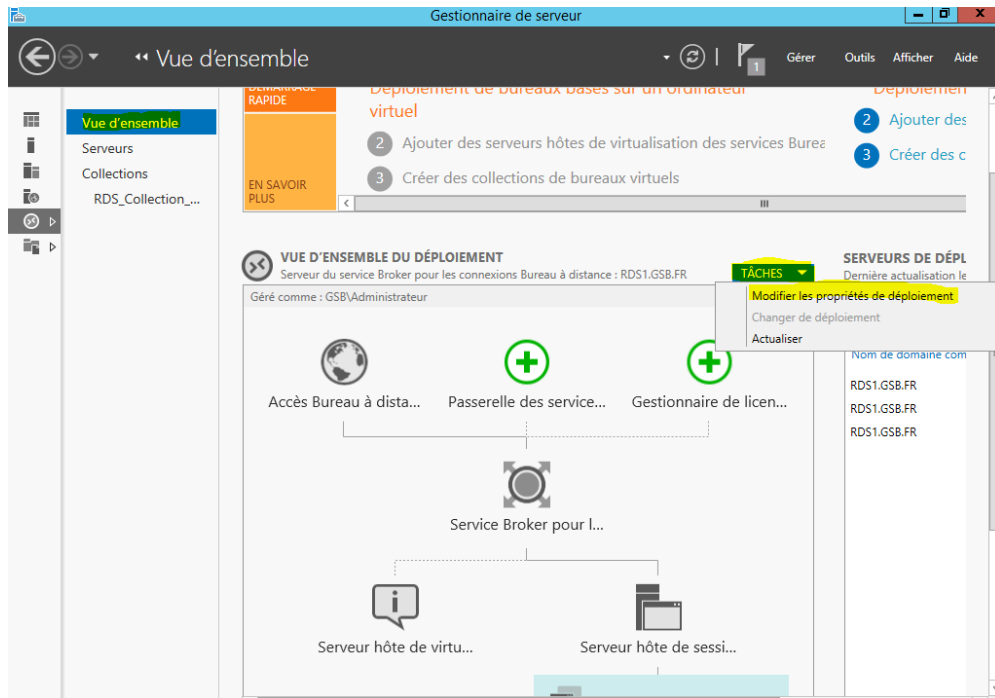 Gestionnaire de serveur
Vue d'ensemble
1
Gérer
Outils
Afficher
Aide
Vue d'ensemble
Serveurs
Collections
RDS_Collection_...
DÉMARRAGE
RAPIDE
EN SAVOIR
PLUS
Déploiement de bureaux basés sur un ordinateur
virtuel
2 Ajouter des serveurs hôtes de virtualisation des services Burea
3 Créer des collections de bureaux virtuels
Déploiemen
2 Ajouter des
3 Créer des c
VUE D'ENSEMBLE DU DÉPLOIEMENT
Serveur du service Broker pour les connexions Bureau à distance : RDS1.GSB.FR
TÂCHES
Modifier les propriétés de déploiement
Changer de déploiement
Actualiser
Géré comme : GSB\Administrateur
Accès Bureau à dista...
Passerelle des service...
Gestionnaire de licen...
Service Broker pour l...
Serveur hôte de virtu...
Serveur hôte de sessi...
SERVEURS DE DÉPL
Dernière actualisation le
Nom de domaine com
RDS1.GSB.FR
RDS1.GSB.FR
RDS1.GSB.FR